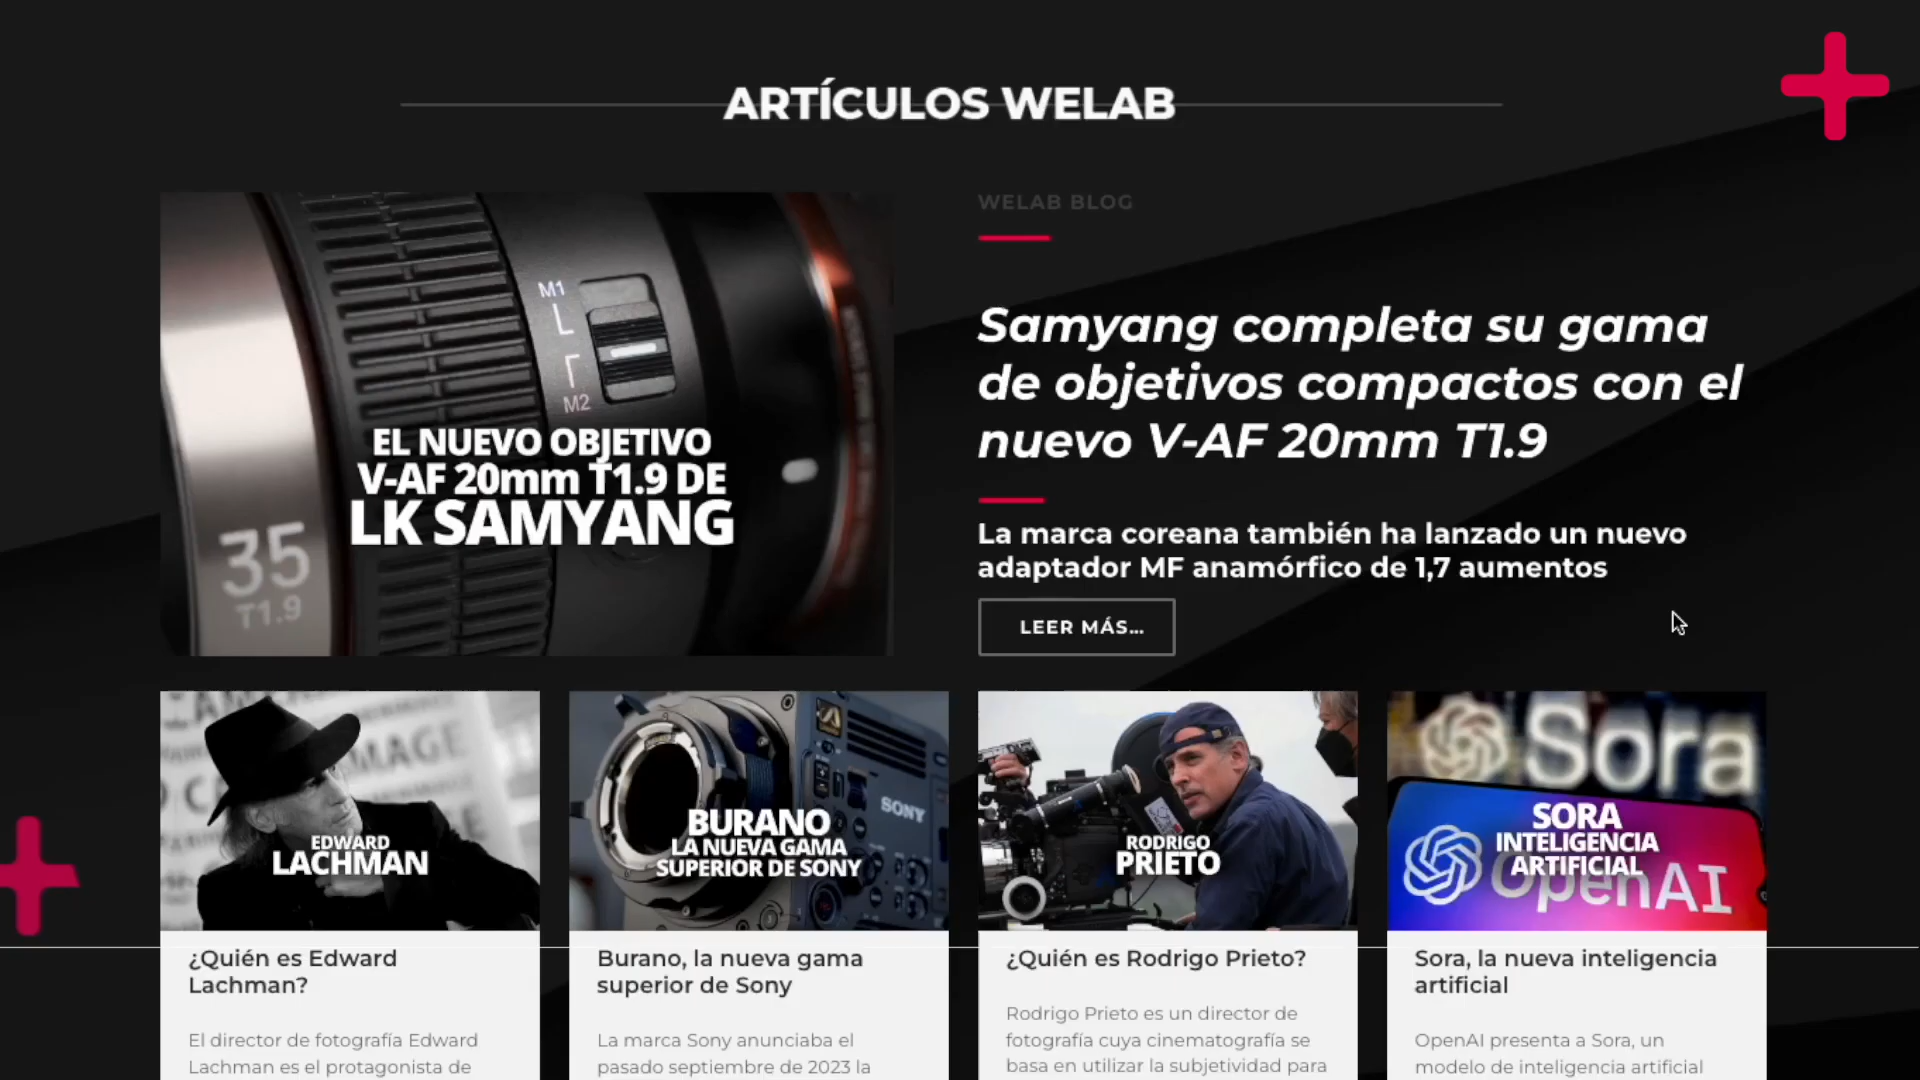 ARTÍCULOS WELAB
M1
M2
35
T1.9
EL NUEVO OBJETIVO
V-AF 20mm T1.9 DE
LK SAMYANG
WELAB BLOG
Samyang completa su gama
de objetivos compactos con el
nuevo V-AF 20mm T1.9
La marca coreana también ha lanzado un nuevo
adaptador MF anamórfico de 1,7 aumentos
LEER MÁS...
EDWARD
LACHMAN
¿Quién es Edward
Lachman?
El director de fotografía Edward
Lachman es el protagonista de
SONY
BURANO
LA NUEVA GAMA
SUPERIOR DE SONY
Burano, la nueva gama
superior de Sony
La marca Sony anunciaba el
pasado septiembre de 2023 la
RODRIGO
PRIETO
¿Quién es Rodrigo Prieto?
Rodrigo Prieto es un director de
fotografía cuya cinematografía se
basa en utilizar la subjetividad para
Sora
SORA
INTELIGENCIA
ARTIFICIAL
OpenAI
Sora, la nueva inteligencia
artificial
OpenAI presenta a Sora, un
modelo de inteligencia artificial